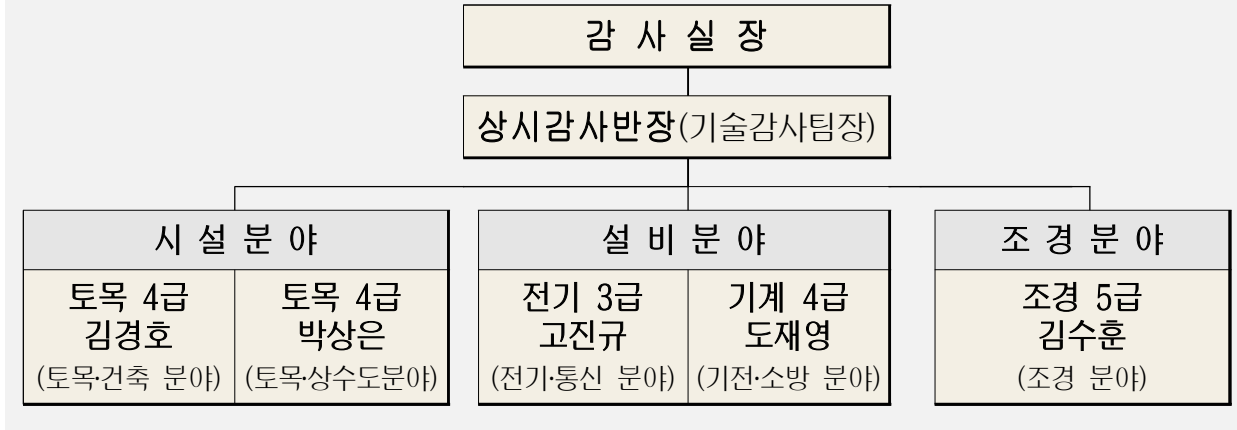 감 사 실 장
상시감사반장(기술감사팀장)
시 설 분 야
토목 4급
김경호
(토목·건축 분야)
토목 4급
박상은
(토목·상수도분야)
설 비 분 야
전기 3급
고진규
(전기·통신 분야)
기계 4급
도재영
(기전·소방 분야)
조 경 분 야
조경 5급
김수훈
(조경 분야)